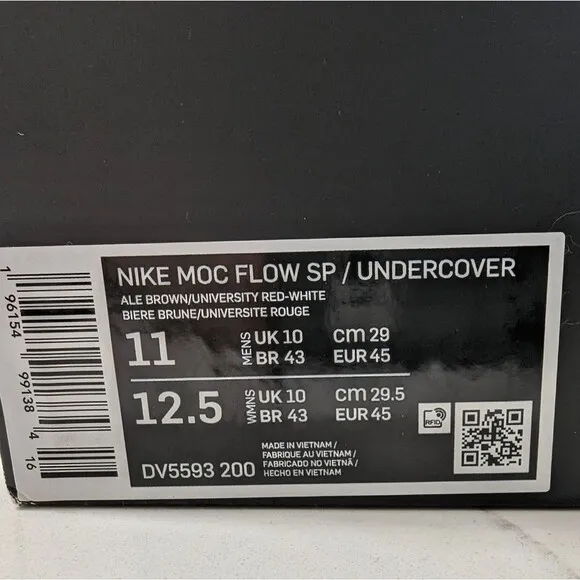 NIKE MOC FLOW SP / UNDERCOVER
ALE BROWN/UNIVERSITY RED-WHITE
BIERE BRUNE/UNIVERSITE ROUGE
11 MENS UK 10 CM 29
BR 43 EUR 45
12.5 WMNS UK 10 CM 29.5
BR 43 EUR 45
RFID
MADE IN VIETNAM /
FABRIQUE AU VIETNAM /
FABRICADO NO VIETNÃ /
HECHO EN VIETNAM
DV5593 200
1 96154 99138 4 16